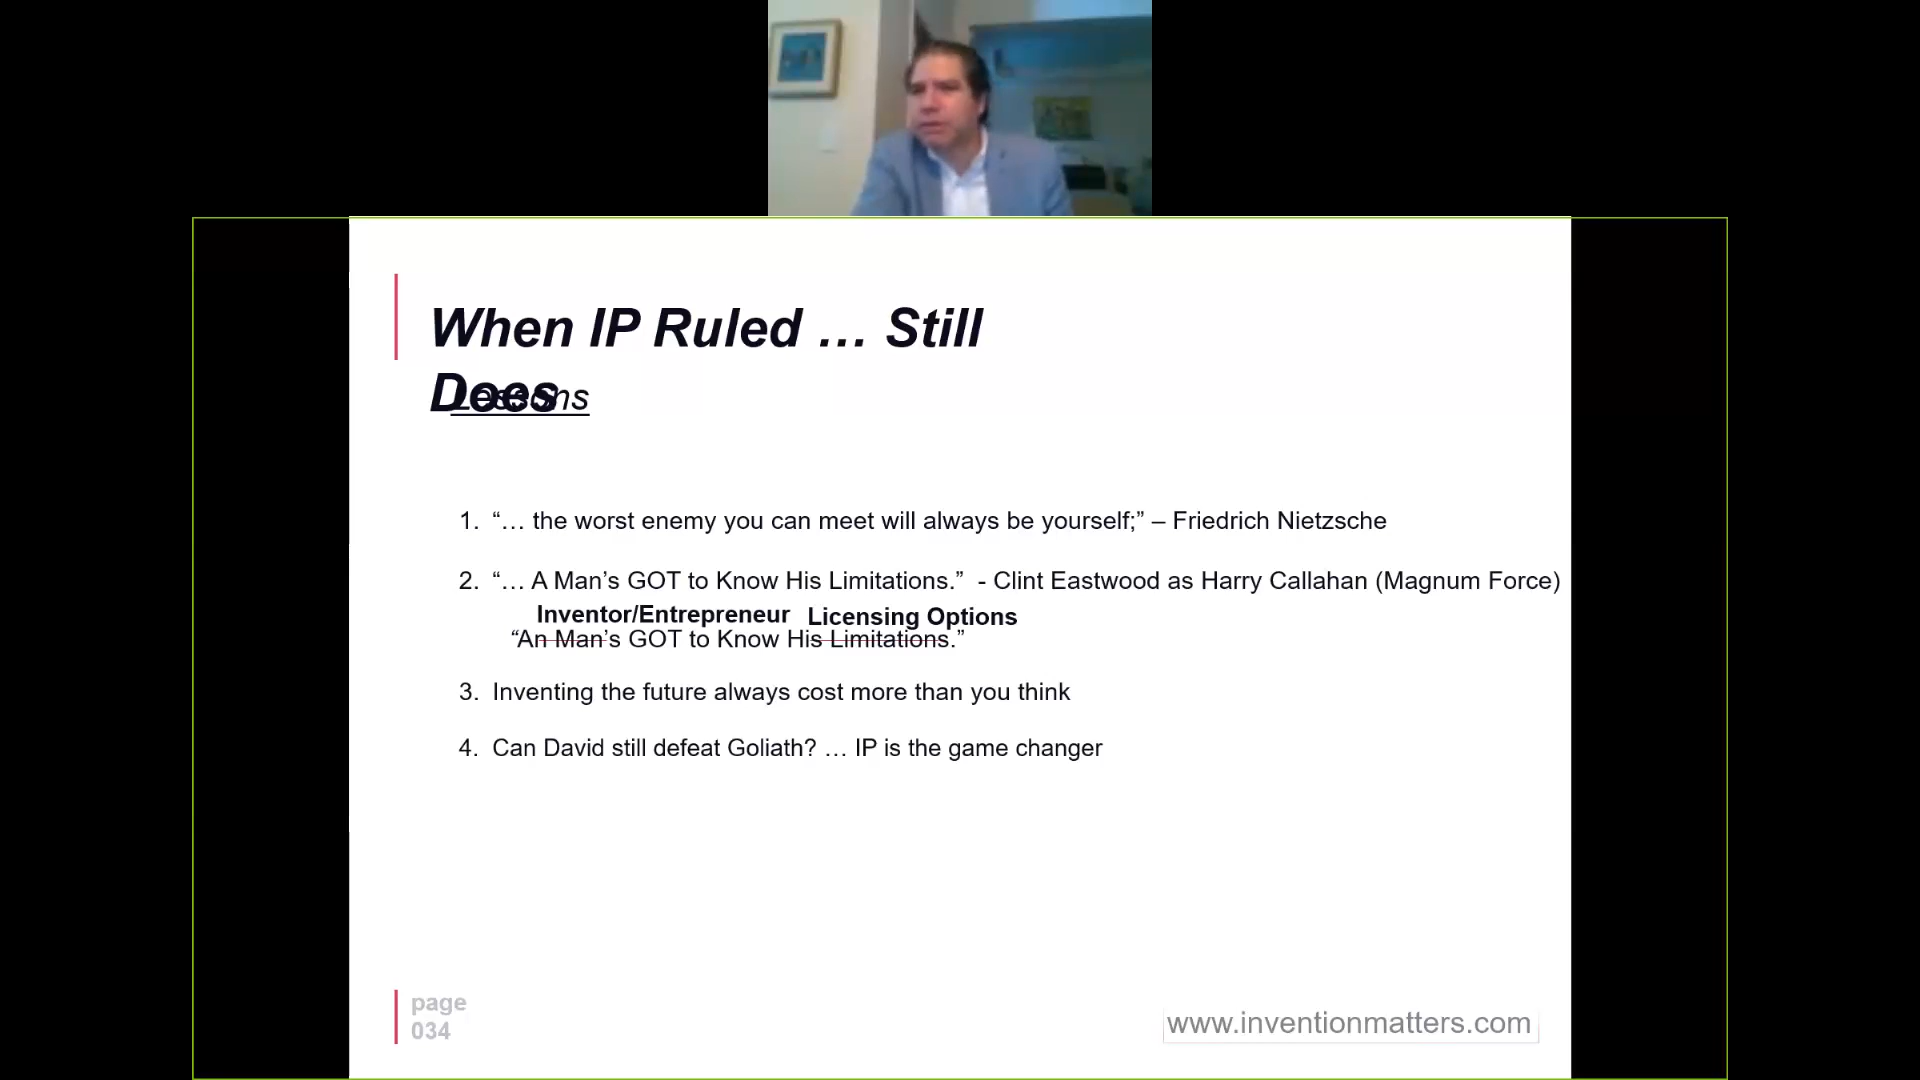 When IP Ruled … Still
Does
Lessons
1. “… the worst enemy you can meet will always be yourself;” – Friedrich Nietzsche
2. “… A Man’s GOT to Know His Limitations.” - Clint Eastwood as Harry Callahan (Magnum Force)
Inventor/Entrepreneur Licensing Options
“An Man’s GOT to Know His Limitations.”
3. Inventing the future always cost more than you think
4. Can David still defeat Goliath? … IP is the game changer
page
034
www.inventionmatters.com